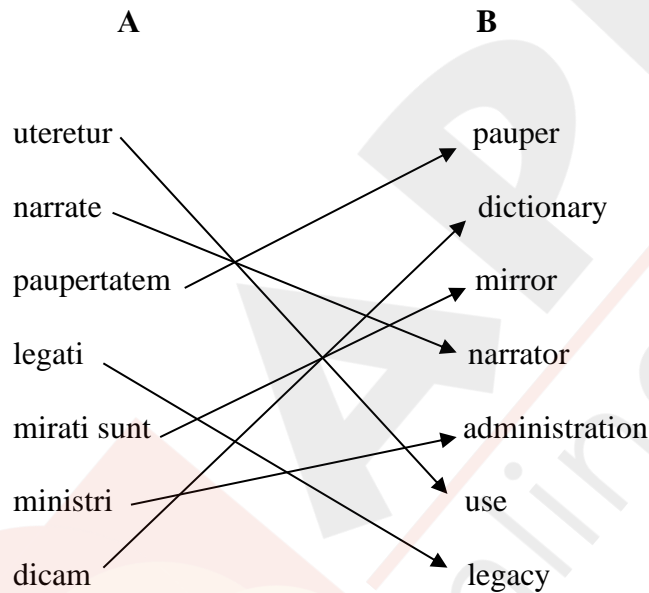 A B
uteretur pauper
narrate dictionary
paupertatem mirror
legati narrator
mirati sunt administration
ministri use
dicam legacy